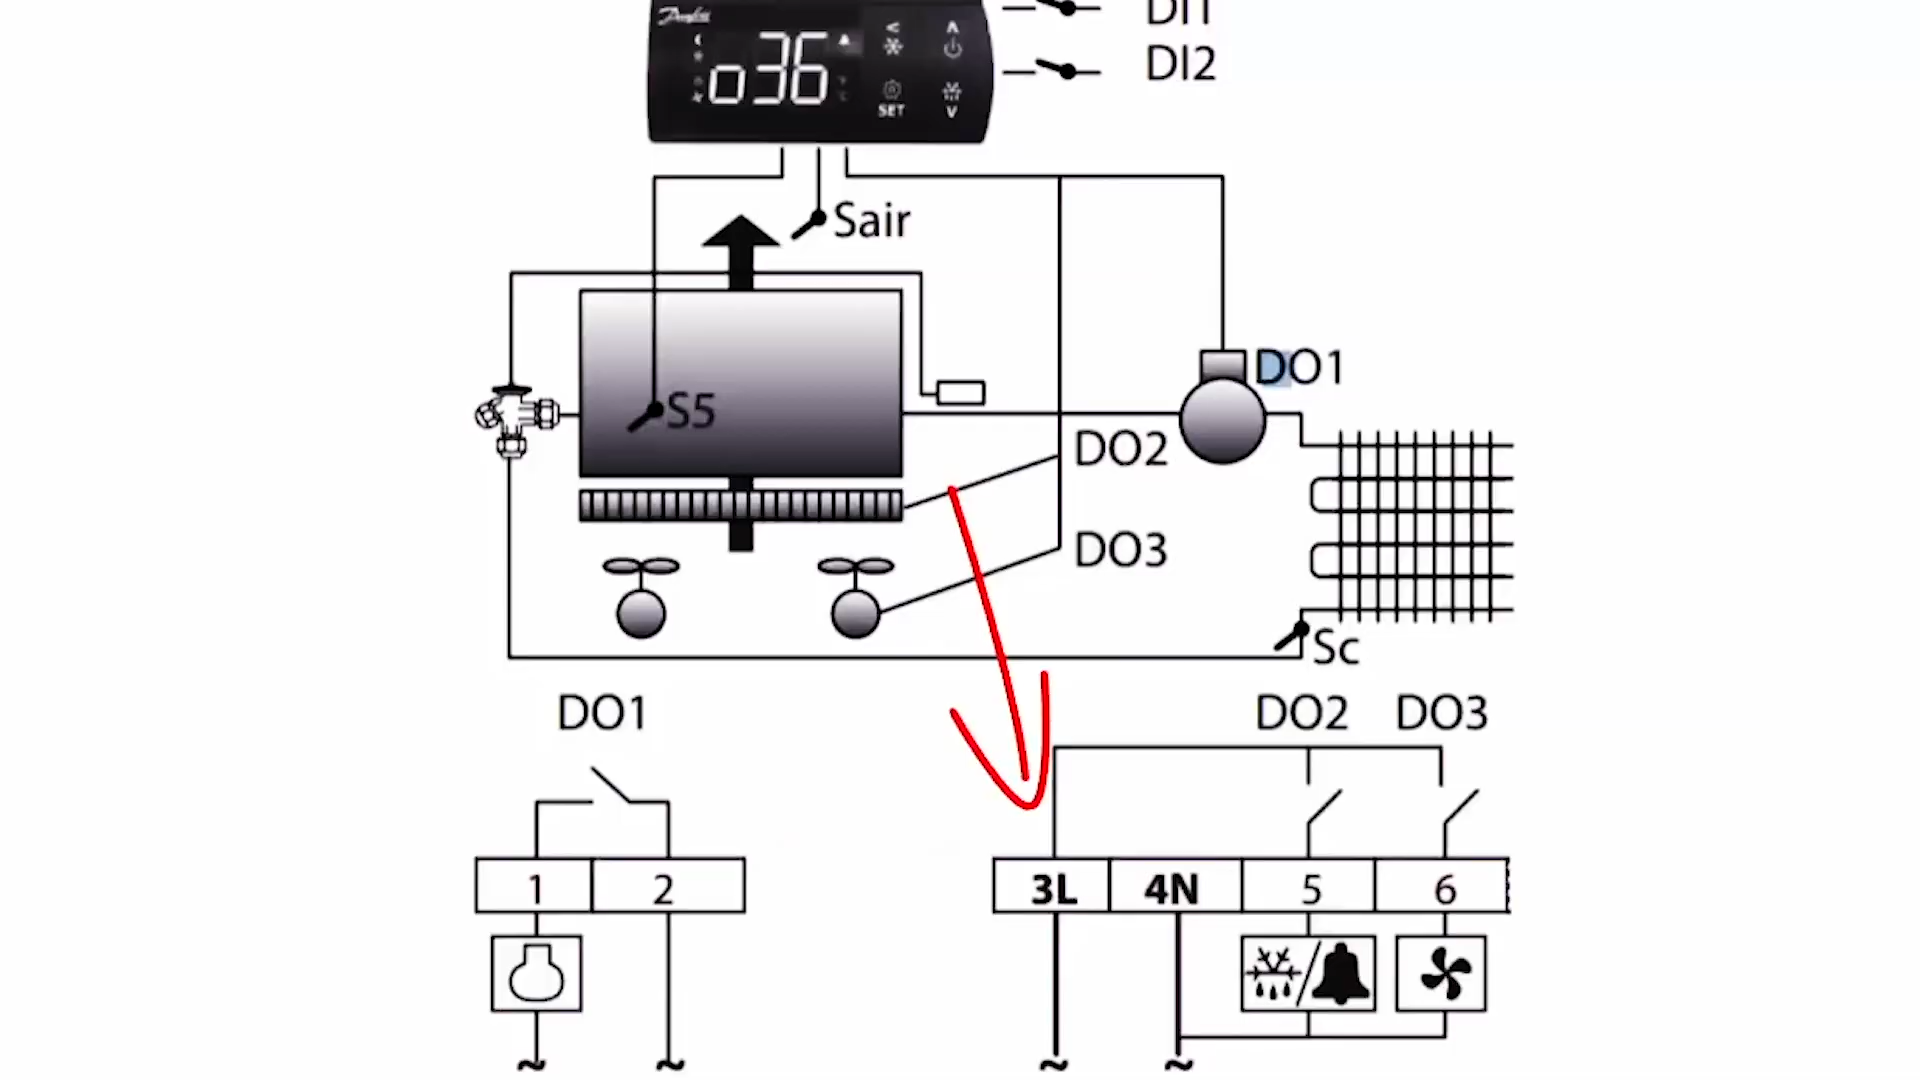 Danfoss
DI1
o36
SET
DI2
Sair
DO1
S5
DO2
DO3
Sc
DO1
DO2 DO3
1 2
3L 4N 5 6
~ ~ ~ ~